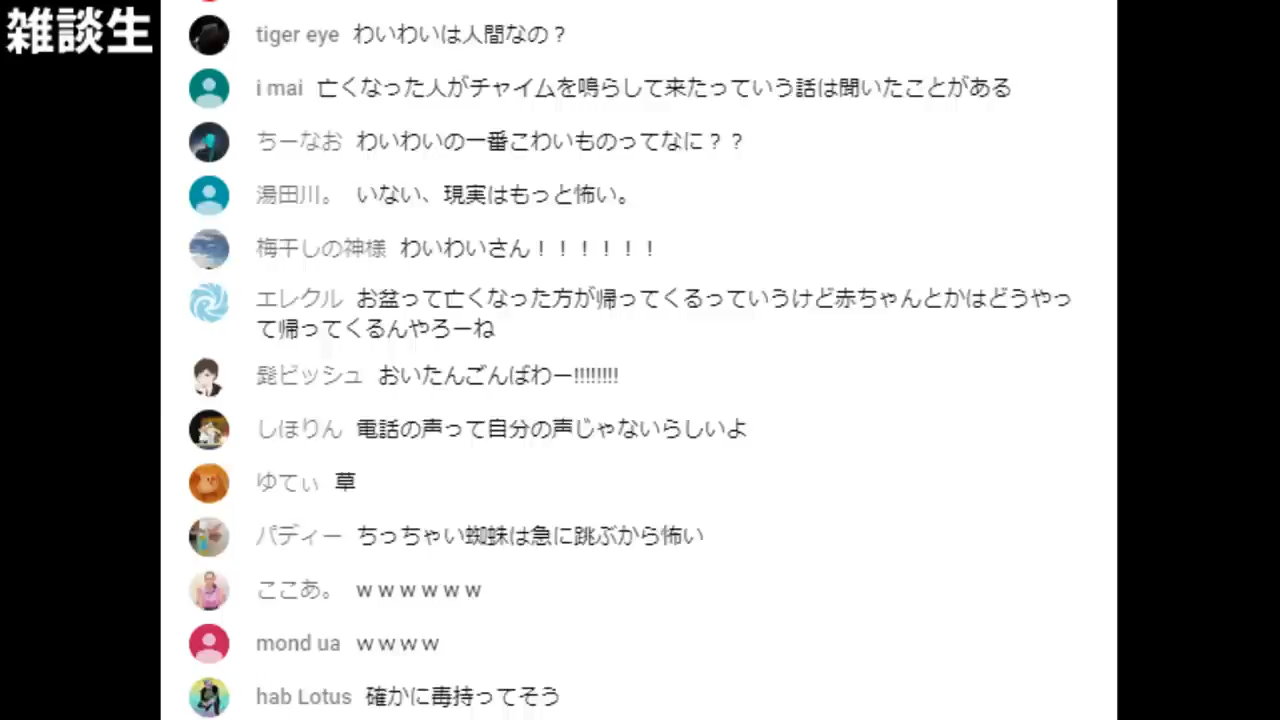 雑談生
tiger eye わいわいは人間なの？
i mai 亡くなった人がチャイムを鳴らして来たっていう話は聞いたことがある
ちーなお わいわいの一番こわいものってなに？？
湯田川。 いない、現実はもっと怖い。
梅干しの神様 わいわいさん！！！！！！
エレクル お盆って亡くなった方が帰ってくるっていうけど赤ちゃんとかはどうやっ
て帰ってくるんやろーね
髭ビッシュ おいたんごんばわー!!!!!!!!
しほりん 電話の声って自分の声じゃないらしいよ
ゆてぃ 草
パディー ちっちゃい蜘蛛は急に跳ぶから怖い
ここあ。 ｗｗｗｗｗｗ
mond ua ｗｗｗｗ
hab Lotus 確かに毒持ってそう